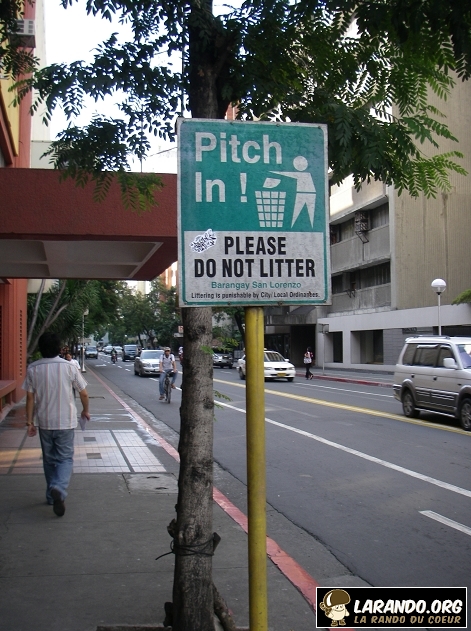 Pitch
In !
PLEASE
DO NOT LITTER
Barangay San Lorenzo
Littering is punishable by City/Local Ordinances.
LARANDO.ORG
LA RANDO DU COEUR